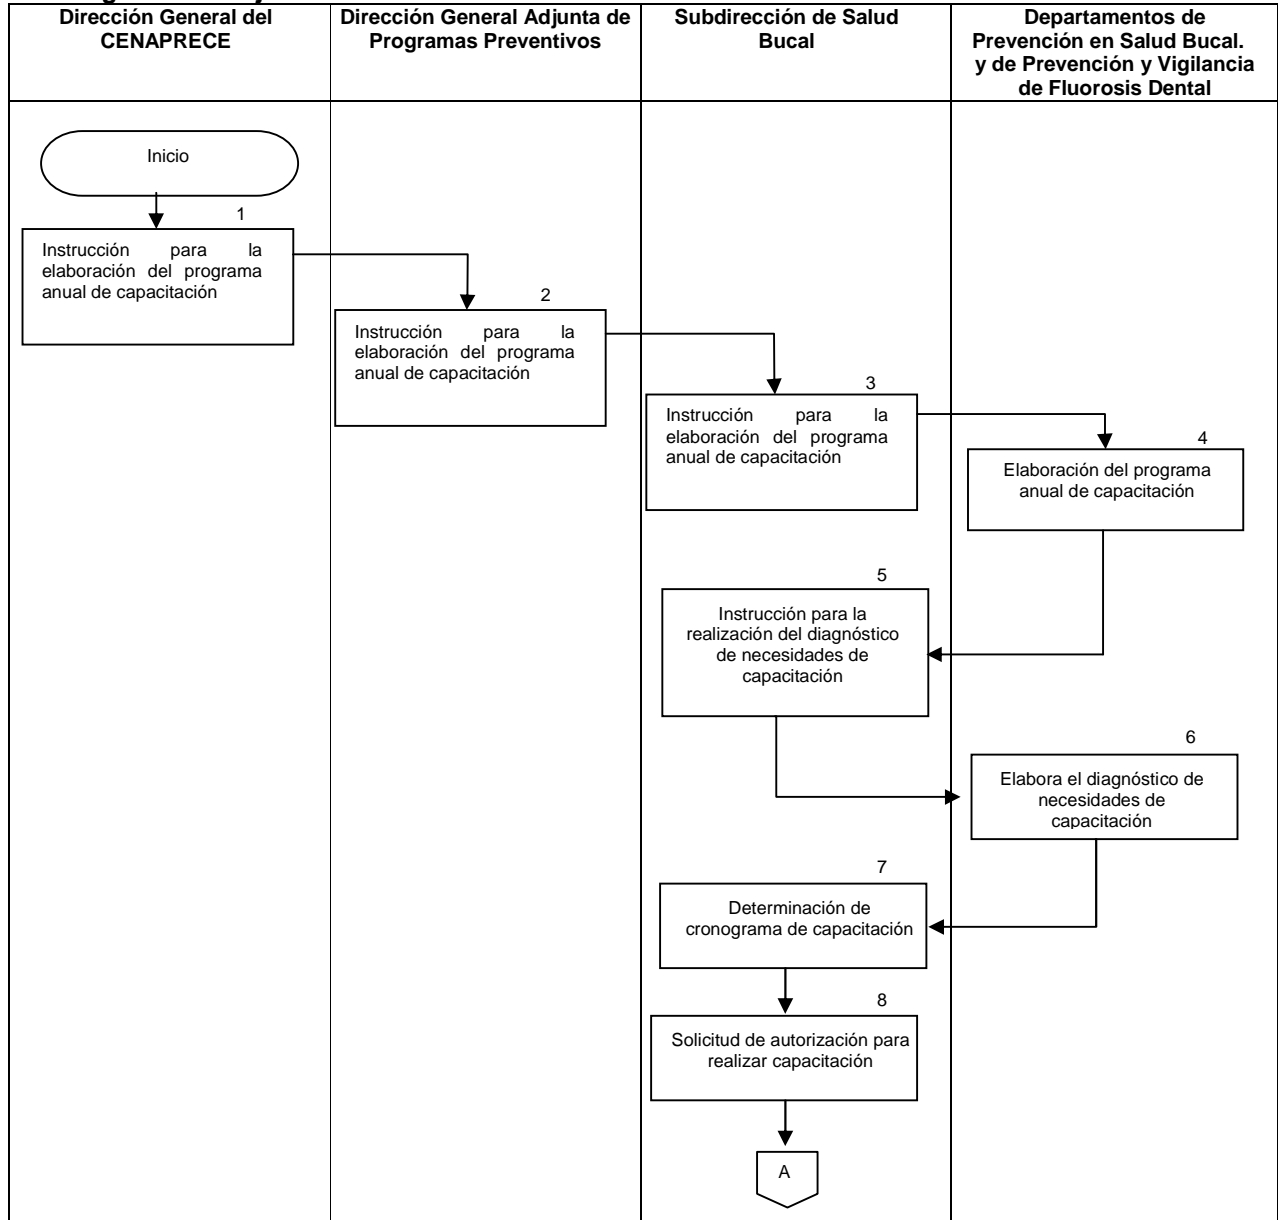 Dirección General del
CENAPRECE
Dirección General Adjunta de
Programas Preventivos
Subdirección de Salud
Bucal
Departamentos de
Prevención en Salud Bucal.
y de Prevención y Vigilancia
de Fluorosis Dental
Inicio
1
Instrucción para la
elaboración del programa
anual de capacitación
2
Instrucción para la
elaboración del programa
anual de capacitación
3
Instrucción para la
elaboración del programa
anual de capacitación
4
Elaboración del programa
anual de capacitación
5
Instrucción para la
realización del diagnóstico
de necesidades de
capacitación
6
Elabora el diagnóstico de
necesidades de
capacitación
7
Determinación de
cronograma de capacitación
8
Solicitud de autorización para
realizar capacitación
A